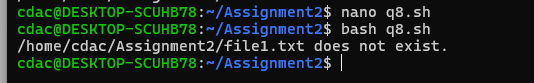 cdac@DESKTOP-SCUHB78:~/Assignment2$ nano q8.sh
cdac@DESKTOP-SCUHB78:~/Assignment2$ bash q8.sh
/home/cdac/Assignment2/file1.txt does not exist.
cdac@DESKTOP-SCUHB78:~/Assignment2$